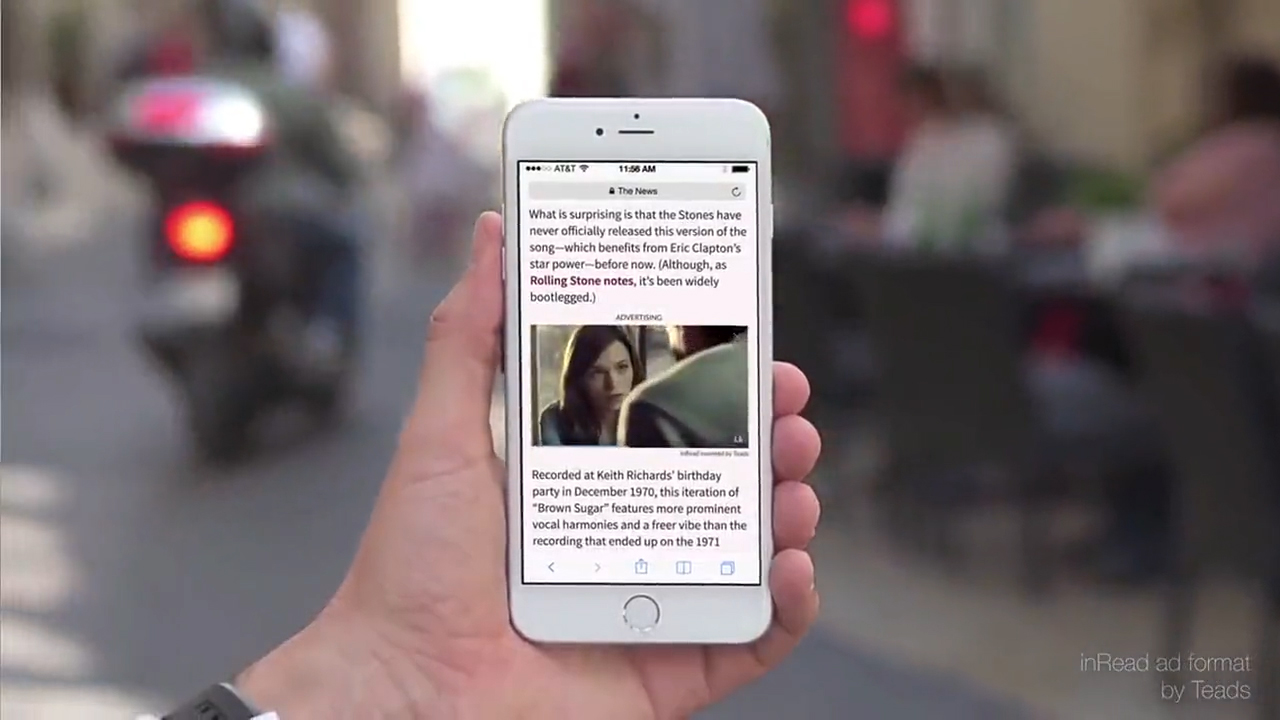 ●●●○○ AT&T 11:56 AM
The News
What is surprising is that the Stones have
never officially released this version of the
song—which benefits from Eric Clapton's
star power—before now. (Although, as
Rolling Stone notes, it's been widely
bootlegged.)
ADVERTISING
inRead invented by Teads
Recorded at Keith Richards' birthday
party in December 1970, this iteration of
"Brown Sugar" features more prominent
vocal harmonies and a freer vibe than the
recording that ended up on the 1971
inRead ad format
by Teads